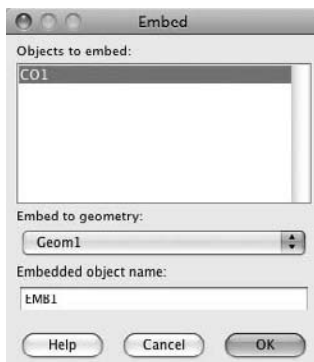 Embed
Objects to embed:
CO1
Embed to geometry:
Geom1
Embedded object name:
EMB1
Help Cancel OK